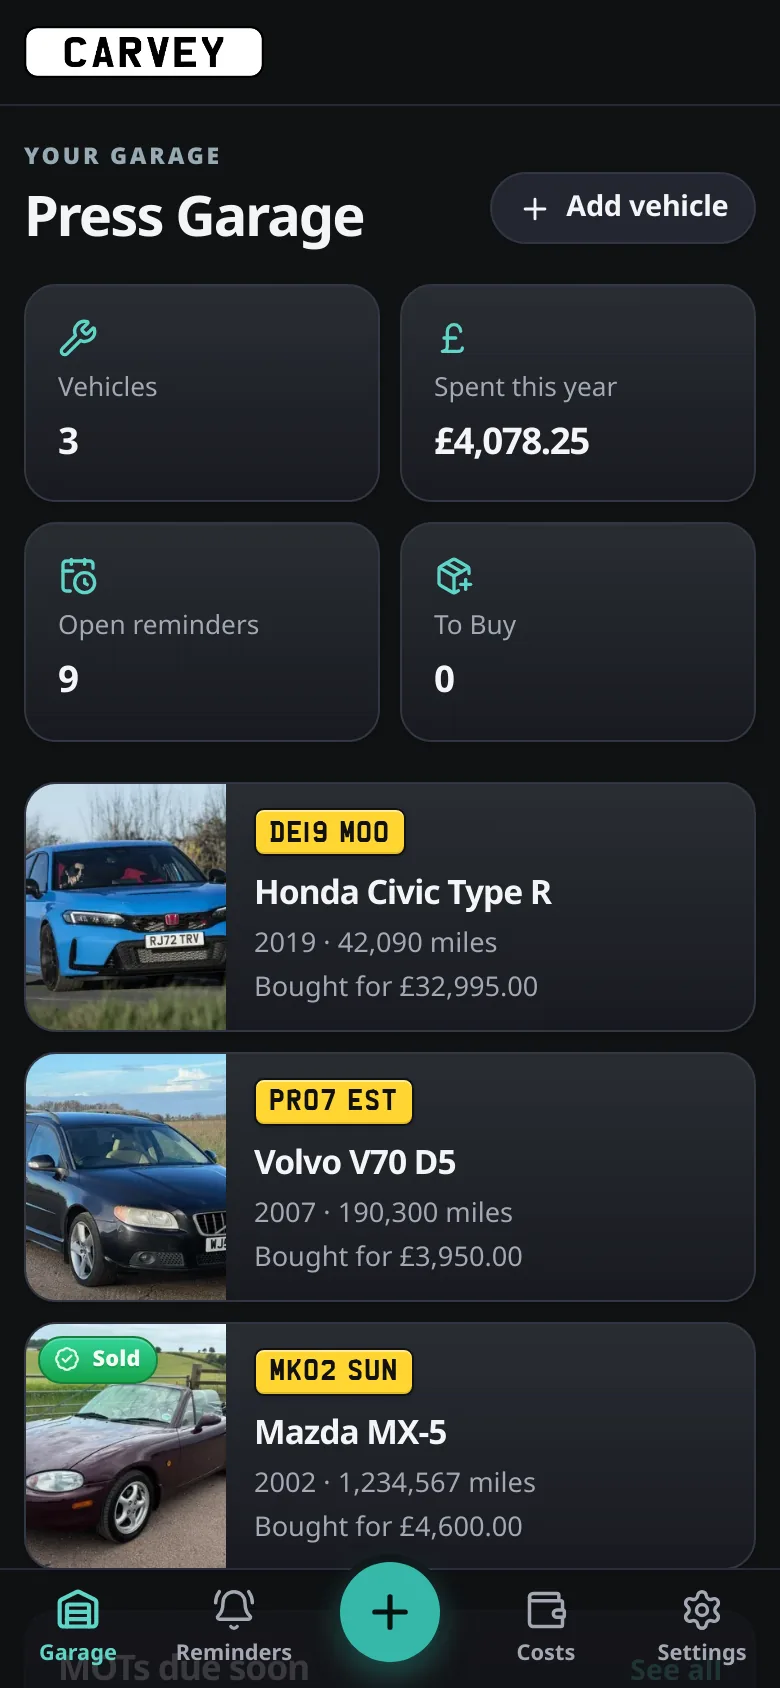 CARVEY
YOUR GARAGE
Press Garage
Add vehicle
Vehicles
3
Spent this year
£4,078.25
Open reminders
9
To Buy
0
RJ72 TRV
DE19 MOO
Honda Civic Type R
2019 · 42,090 miles
Bought for £32,995.00
WJ
PR07 EST
Volvo V70 D5
2007 · 190,300 miles
Bought for £3,950.00
Sold
MK02 SUN
Mazda MX-5
2002 · 1,234,567 miles
Bought for £4,600.00
Garage
Reminders
Costs
Settings
MOTs due soon
See all